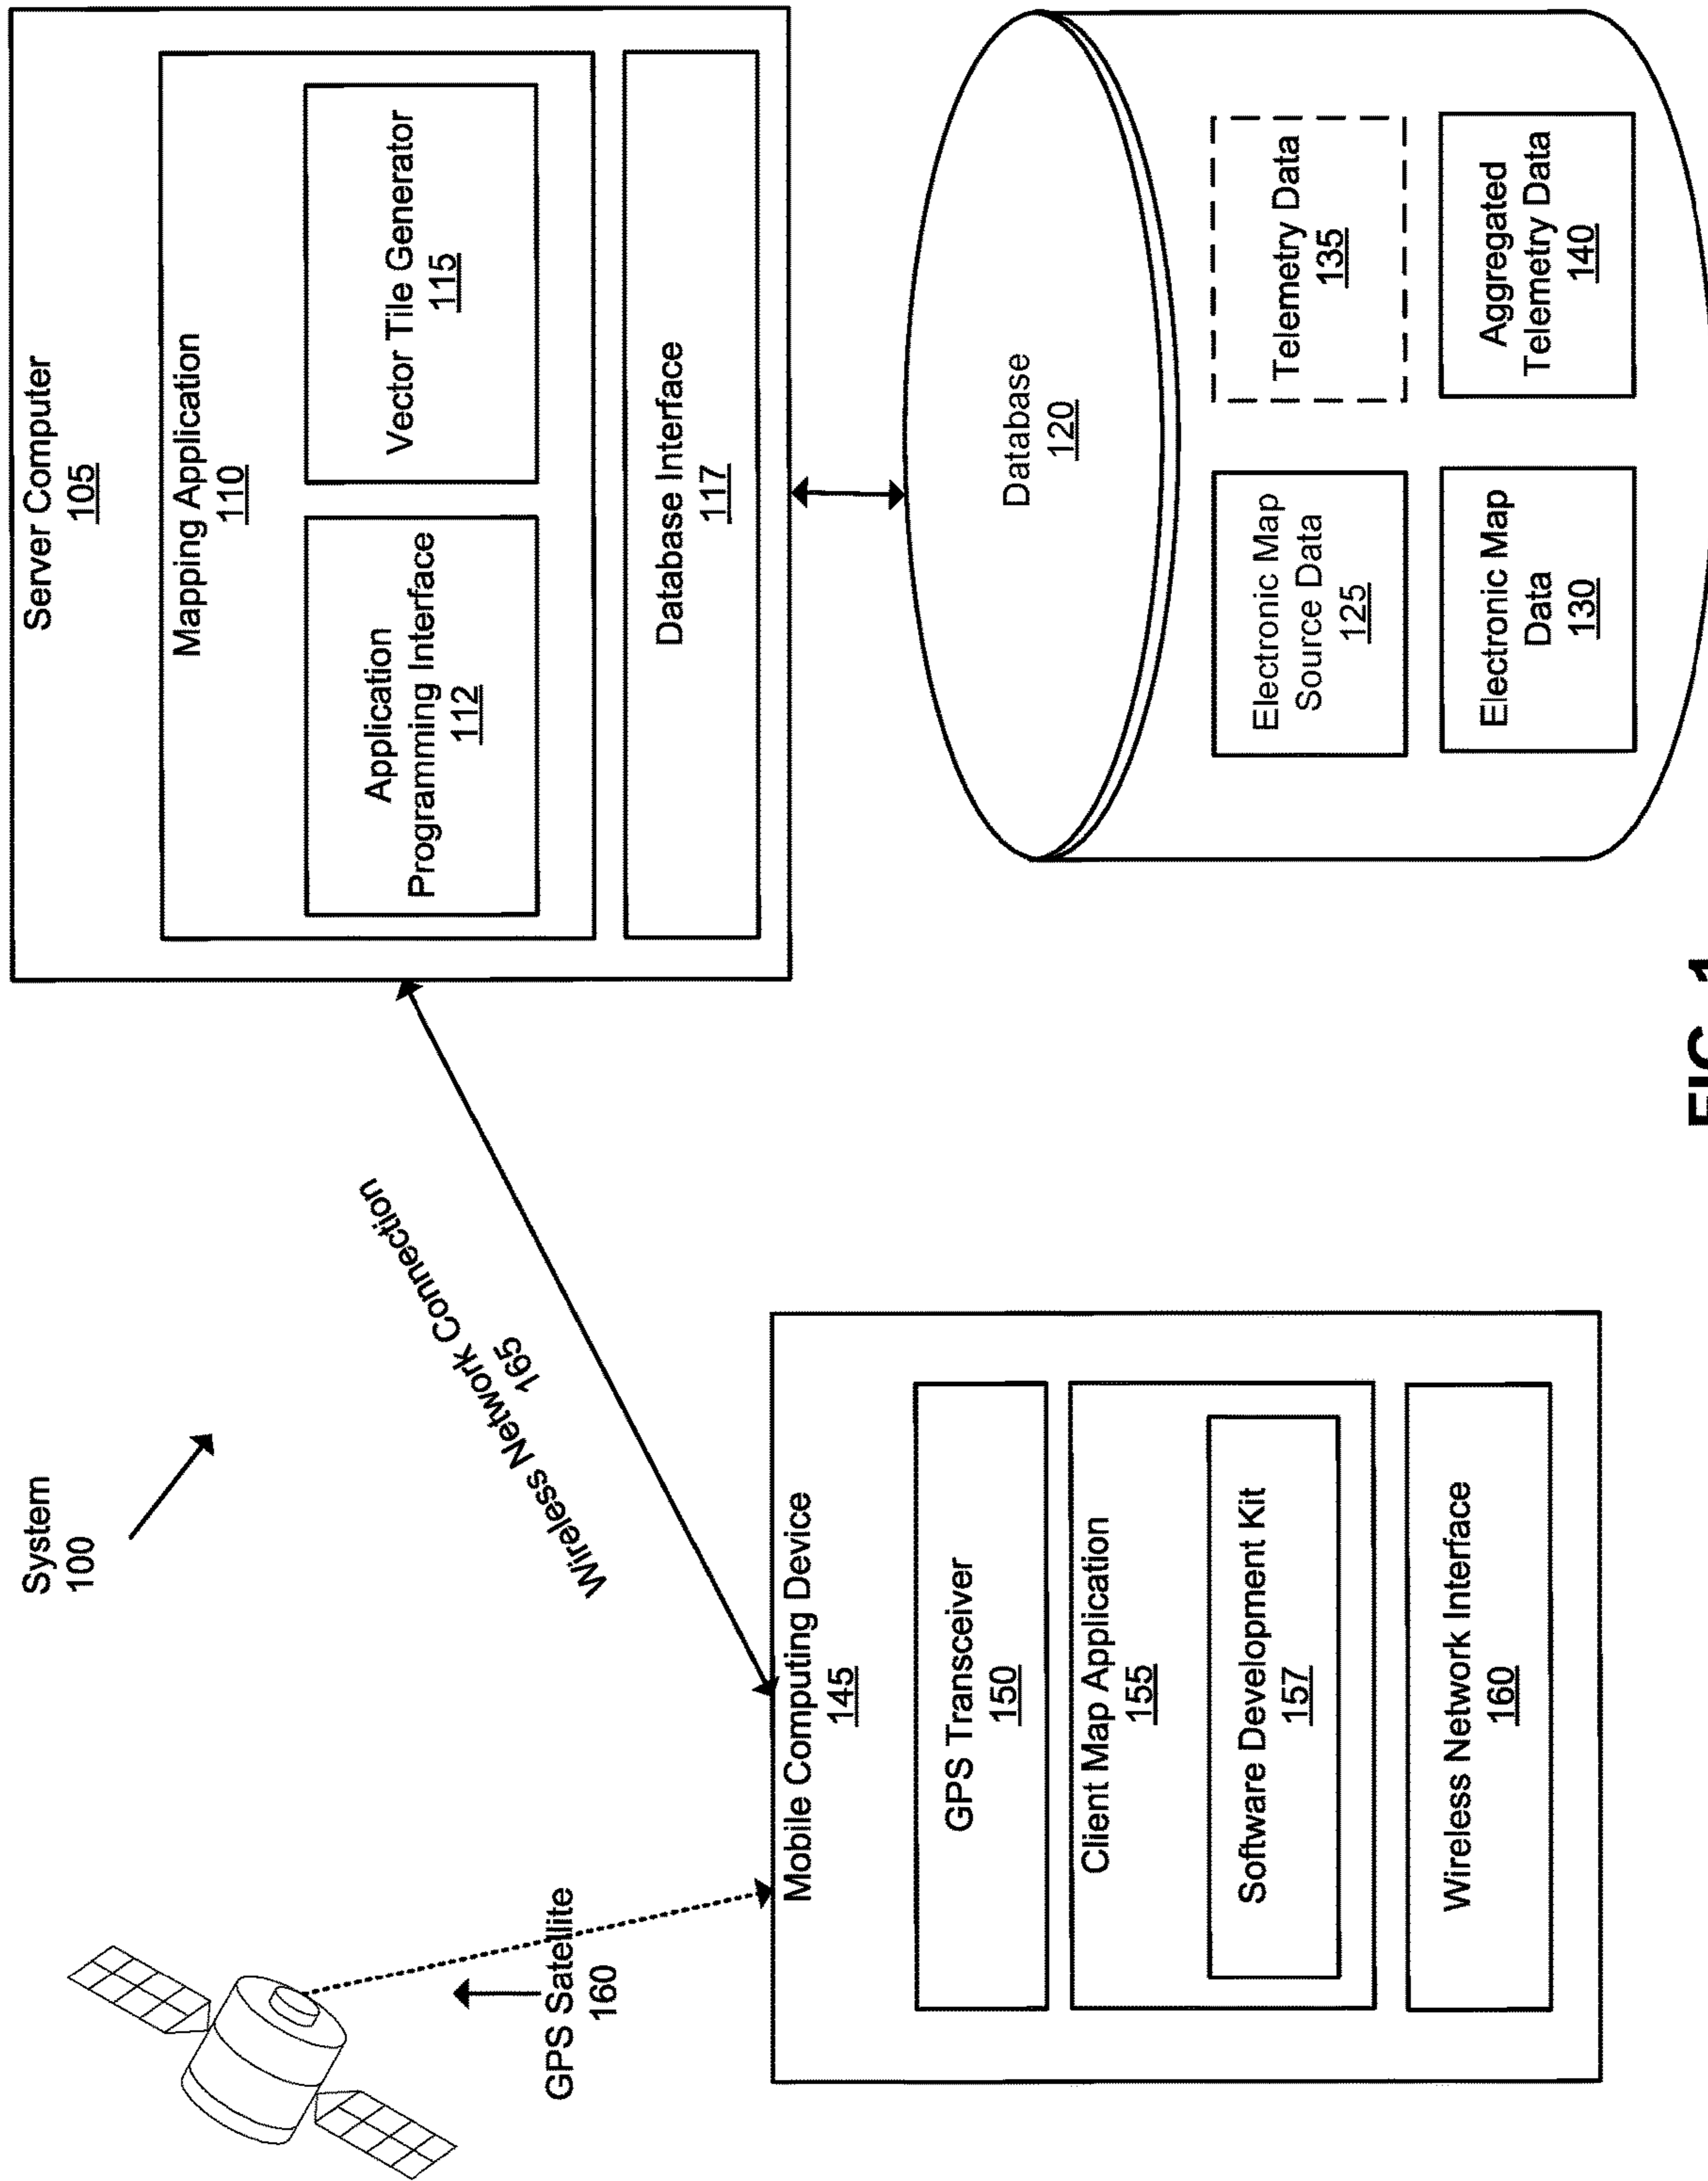 System
100
Server Computer
105
Mapping Application
110
Application
Programming Interface
112
Vector Tile Generator
115
Database Interface
117
Wireless Network Connection
165
GPS Satellite
160
Mobile Computing Device
145
GPS Transceiver
150
Client Map Application
155
Software Development Kit
157
Wireless Network Interface
160
Database
120
Electronic Map
Source Data
125
Telemetry Data
135
Electronic Map
Data
130
Aggregated
Telemetry Data
140
FIG. 1